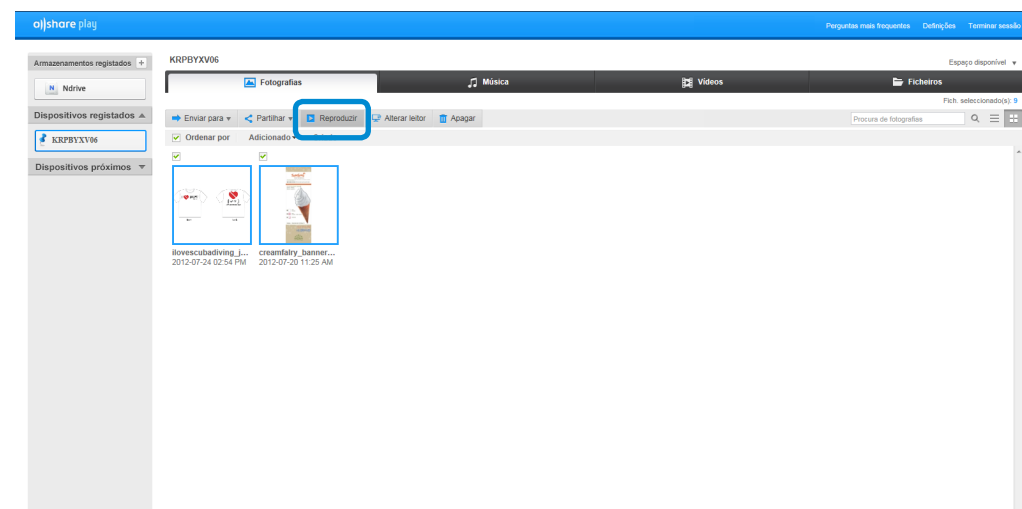 allshare play
Perguntas mais frequentes Definições Terminar sessão
Armazenamentos registados +
N Ndrive
Dispositivos registados
KRPBYXV06
Dispositivos próximos
KRPBYXV06
Espaço disponível
Fotografias Música Vídeos Ficheiros
Fich. seleccionado(s): 9
Enviar para Partilhar Reproduzir Alterar leitor Apagar
Procura de fotografias
Ordenar por Adicionado
ilovescubadiving_j... creamfalry_banner...
2012-07-24 02:54 PM 2012-07-20 11:25 AM